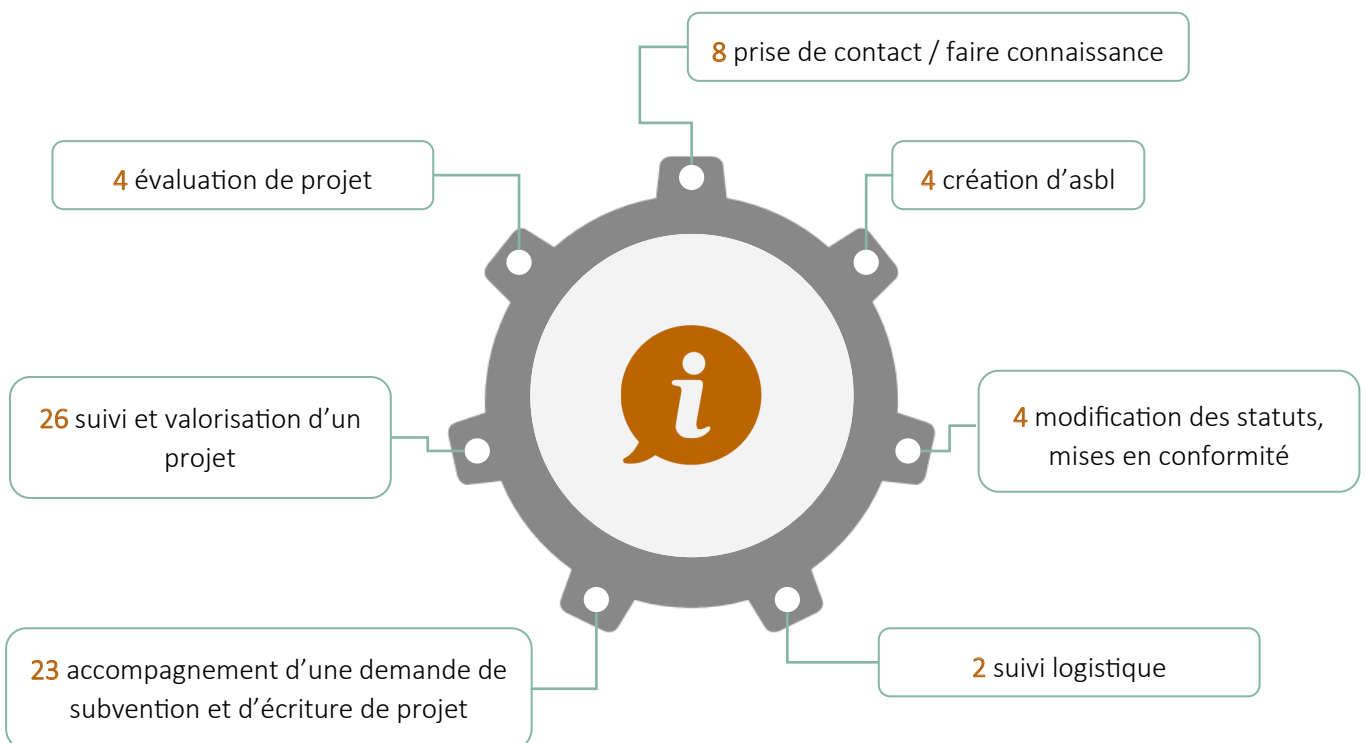 8 prise de contact / faire connaissance
4 évaluation de projet
4 création d’asbl
26 suivi et valorisation d’un
projet
4 modification des statuts,
mises en conformité
23 accompagnement d’une demande de
subvention et d’écriture de projet
2 suivi logistique
i